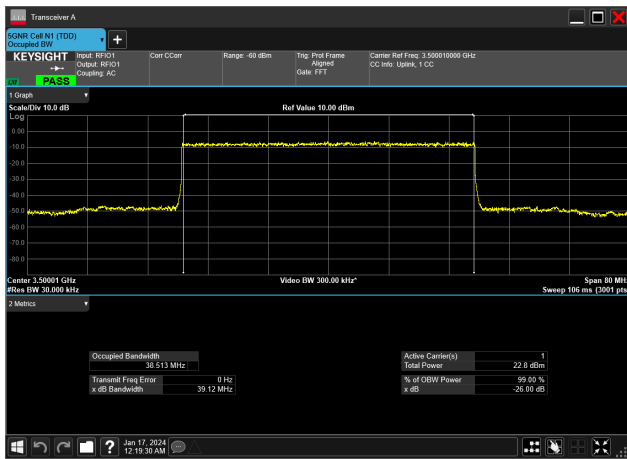 Transceiver A
5GNR Cell N1 (TDD)
Occupied BW
KEYSIGHT
LXI PASS
Input: RFIO1
Output: RFIO1
Coupling: AC
Corr CCorr
Range: -60 dBm
Trig: Prot Frame
Aligned
Gate: FFT
Carrier Ref Freq: 3.500010000 GHz
CC Info: Uplink, 1 CC
1 Graph
Scale/Div 10.0 dB
Ref Value 10.00 dBm
Log
0.00
-10.0
-20.0
-30.0
-40.0
-50.0
-60.0
-70.0
-80.0
Center 3.50001 GHz
Video BW 300.00 kHz*
Span 80 MHz
#Res BW 30.000 kHz
Sweep 106 ms (3001 pts)
2 Metrics
Occupied Bandwidth
38.513 MHz
Transmit Freq Error 0 Hz
x dB Bandwidth 39.12 MHz
Active Carrier(s) 1
Total Power 22.8 dBm
% of OBW Power 99.00 %
x dB -26.00 dB
Jan 17, 2024
12:19:30 AM